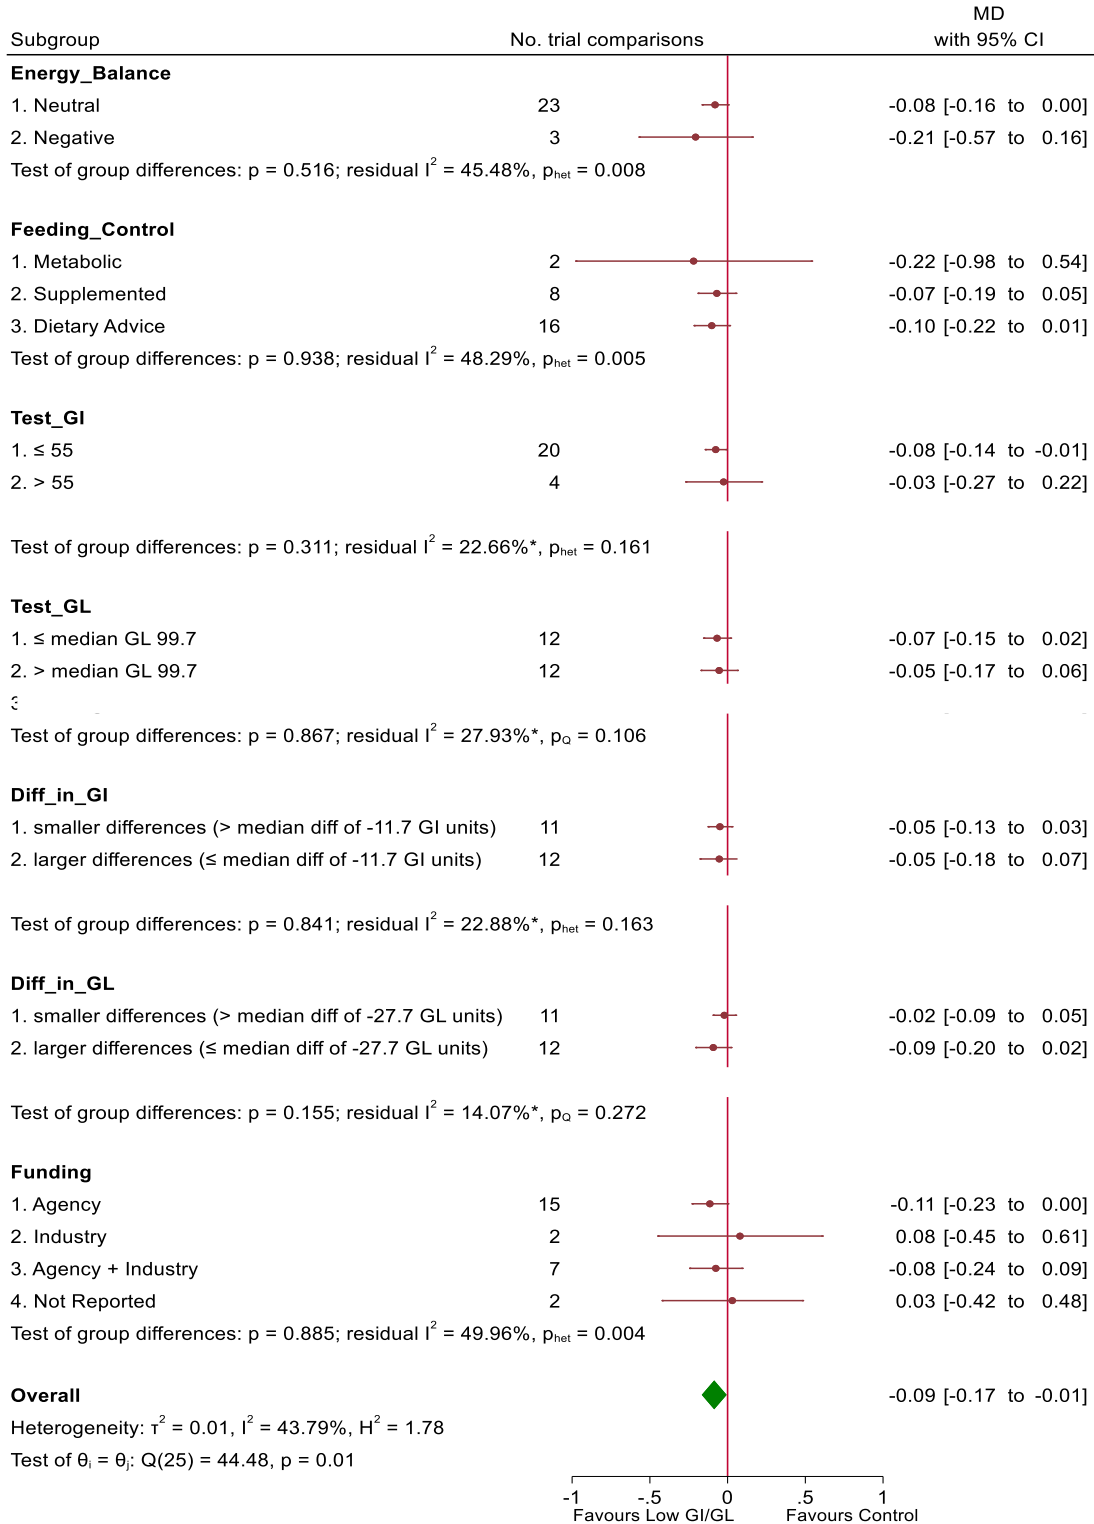 MD
Subgroup No. trial comparisons with 95% CI
Energy_Balance
1. Neutral 23 -0.08 [-0.16 to 0.00]
2. Negative 3 -0.21 [-0.57 to 0.16]
Test of group differences: p = 0.516; residual I² = 45.48%, phet = 0.008
Feeding_Control
1. Metabolic 2 -0.22 [-0.98 to 0.54]
2. Supplemented 8 -0.07 [-0.19 to 0.05]
3. Dietary Advice 16 -0.10 [-0.22 to 0.01]
Test of group differences: p = 0.938; residual I² = 48.29%, phet = 0.005
Test_GI
1. ≤ 55 20 -0.08 [-0.14 to -0.01]
2. > 55 4 -0.03 [-0.27 to 0.22]
Test of group differences: p = 0.311; residual I² = 22.66%*, phet = 0.161
Test_GL
1. ≤ median GL 99.7 12 -0.07 [-0.15 to 0.02]
2. > median GL 99.7 12 -0.05 [-0.17 to 0.06]
Test of group differences: p = 0.867; residual I² = 27.93%*, pQ = 0.106
Diff_in_GI
1. smaller differences (> median diff of -11.7 GI units) 11 -0.05 [-0.13 to 0.03]
2. larger differences (≤ median diff of -11.7 GI units) 12 -0.05 [-0.18 to 0.07]
Test of group differences: p = 0.841; residual I² = 22.88%*, phet = 0.163
Diff_in_GL
1. smaller differences (> median diff of -27.7 GL units) 11 -0.02 [-0.09 to 0.05]
2. larger differences (≤ median diff of -27.7 GL units) 12 -0.09 [-0.20 to 0.02]
Test of group differences: p = 0.155; residual I² = 14.07%*, pQ = 0.272
Funding
1. Agency 15 -0.11 [-0.23 to 0.00]
2. Industry 2 0.08 [-0.45 to 0.61]
3. Agency + Industry 7 -0.08 [-0.24 to 0.09]
4. Not Reported 2 0.03 [-0.42 to 0.48]
Test of group differences: p = 0.885; residual I² = 49.96%, phet = 0.004
Overall -0.09 [-0.17 to -0.01]
Heterogeneity: τ² = 0.01, I² = 43.79%, H² = 1.78
Test of θi = θj: Q(25) = 44.48, p = 0.01
-1 -.5 0 .5 1
Favours Low GI/GL Favours Control